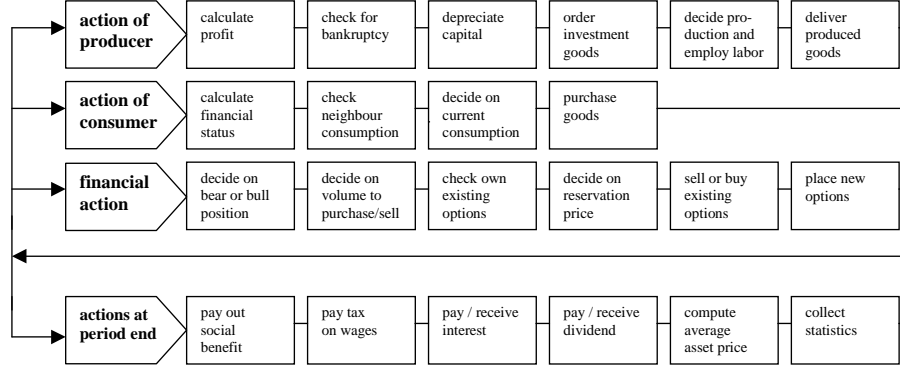 action of
producer
calculate
profit
check for
bankruptcy
depreciate
capital
order
investment
goods
decide pro-
duction and
employ labor
deliver
produced
goods
action of
consumer
calculate
financial
status
check
neighbour
consumption
decide on
current
consumption
purchase
goods
financial
action
decide on
bear or bull
position
decide on
volume to
purchase/sell
check own
existing
options
decide on
reservation
price
sell or buy
existing
options
place new
options
actions at
period end
pay out
social
benefit
pay tax
on wages
pay / receive
interest
pay / receive
dividend
compute
average
asset price
collect
statistics